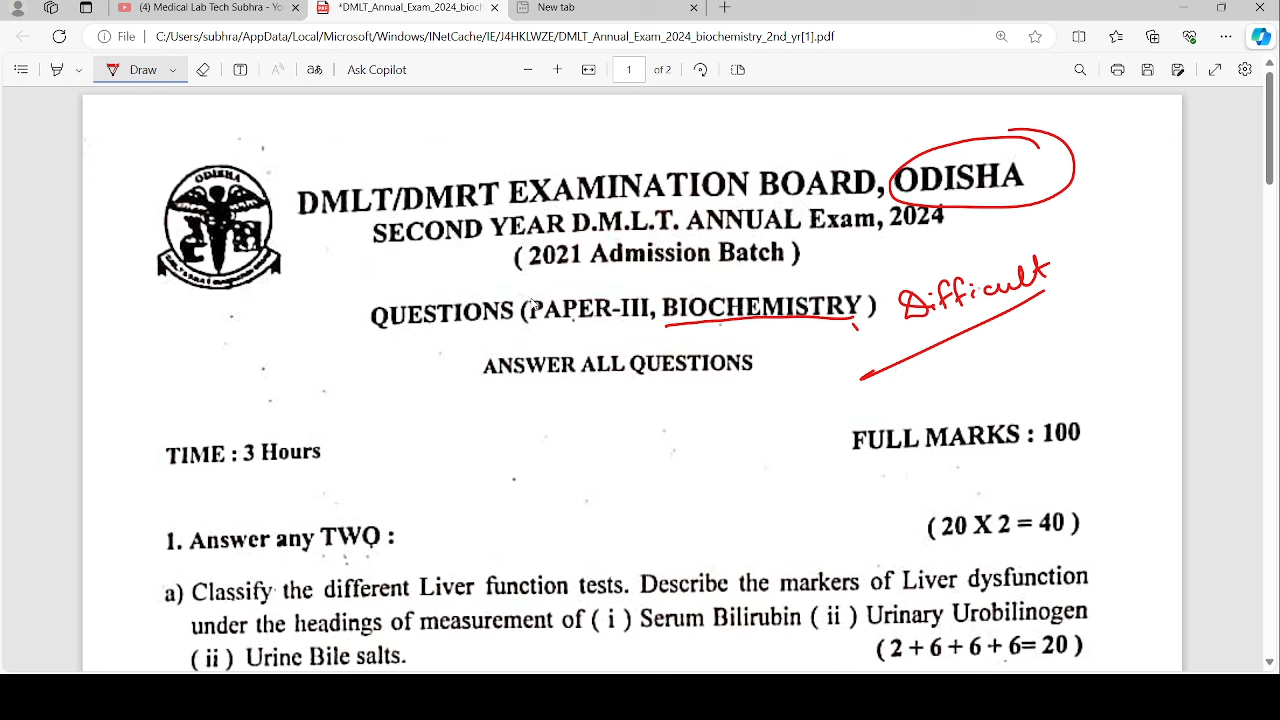 (4) Medical Lab Tech Subhra - Yo
*DMLT_Annual_Exam_2024_bioch
New tab
File
C:/Users/subhra/AppData/Local/Microsoft/Windows/INetCache/IE/J4HKLWZE/DMLT_Annual_Exam_2024_biochemistry_2nd_yr[1].pdf
Draw
Ask Copilot
1 of 2
ODISHA
DMLT/DMRT EXAMINATION BOARD, ODISHA
SECOND YEAR D.M.L.T. ANNUAL Exam, 2024
( 2021 Admission Batch )
QUESTIONS (PAPER-III, BIOCHEMISTRY )
Difficult
ANSWER ALL QUESTIONS
TIME : 3 Hours
FULL MARKS : 100
1. Answer any TWO :
( 20 X 2 = 40 )
a) Classify the different Liver function tests. Describe the markers of Liver dysfunction
under the headings of measurement of ( i ) Serum Bilirubin ( ii ) Urinary Urobilinogen
( ii ) Urine Bile salts.
( 2 + 6 + 6 + 6= 20 )